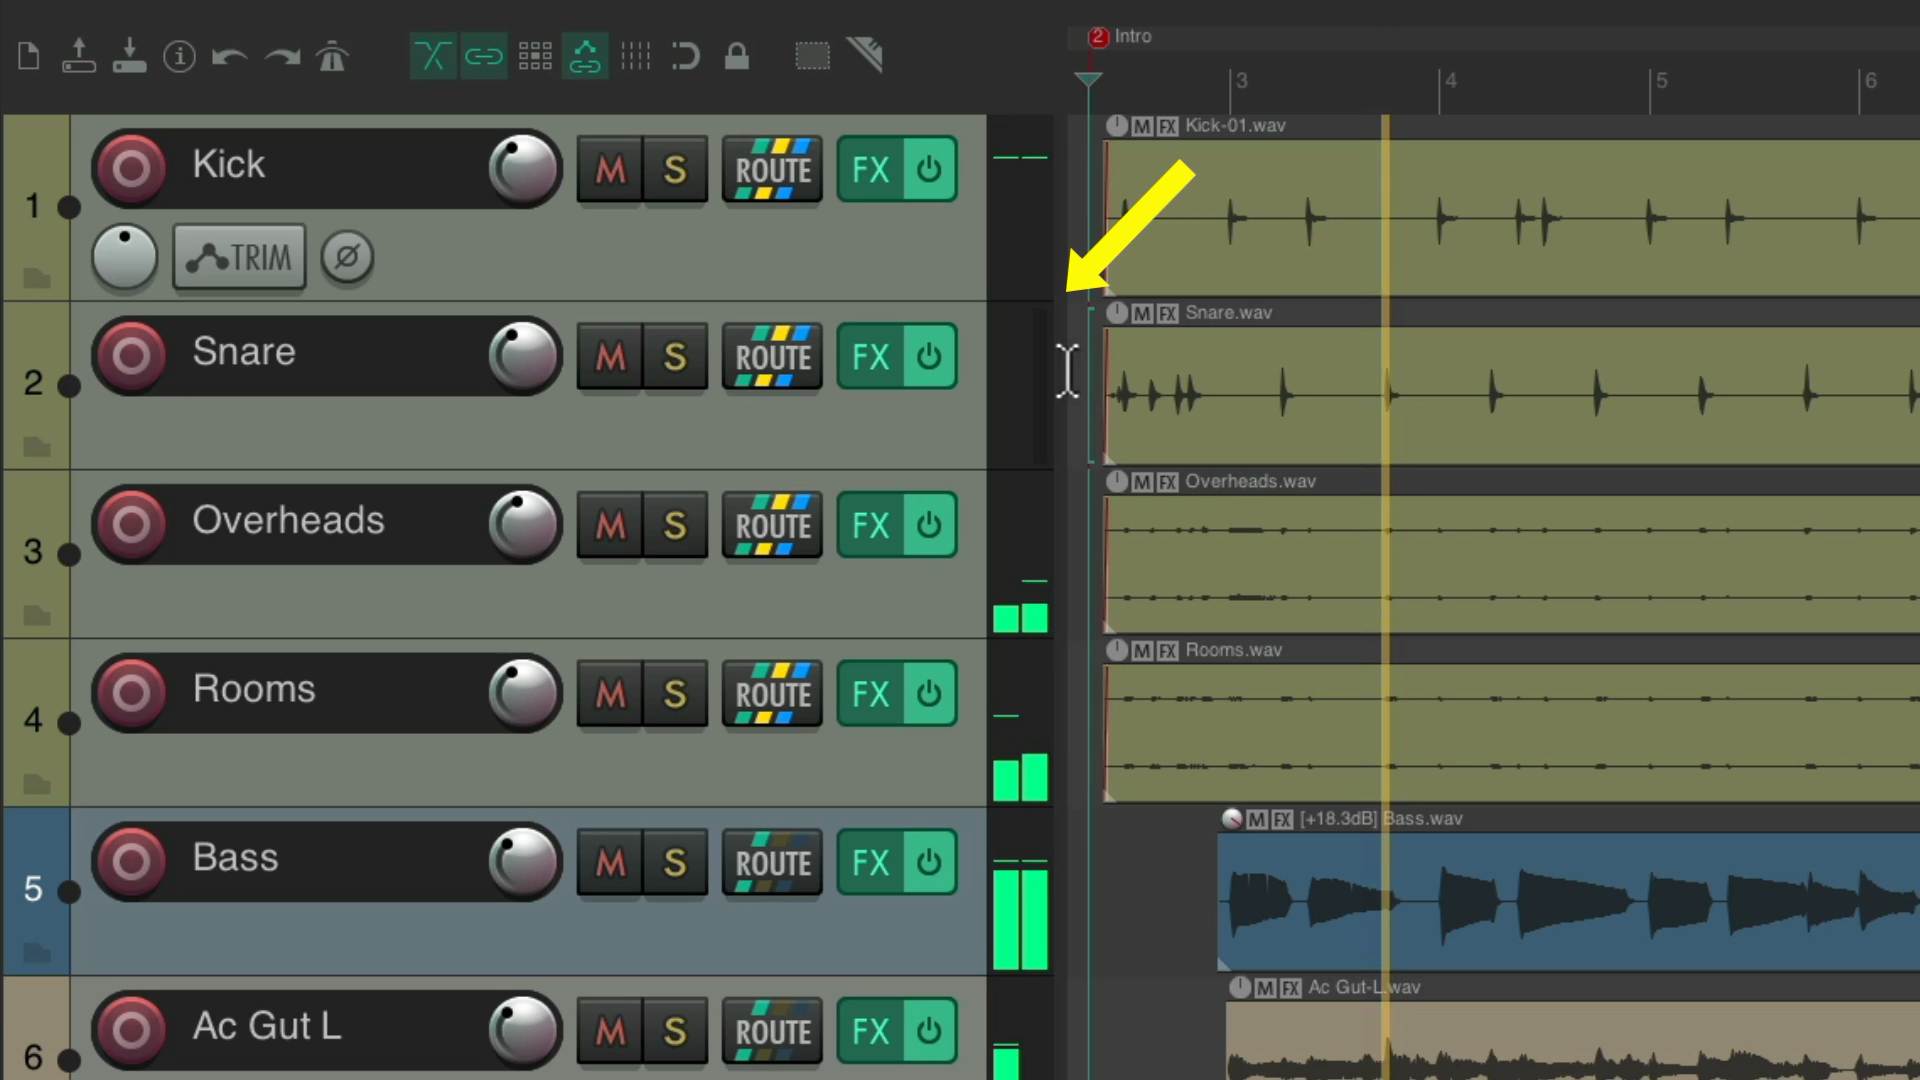 2 Intro
3 4 5 6
1 Kick M S ROUTE FX
TRIM
M FX Kick-01.wav
2 Snare M S ROUTE FX
M FX Snare.wav
3 Overheads M S ROUTE FX
M FX Overheads.wav
4 Rooms M S ROUTE FX
M FX Rooms.wav
5 Bass M S ROUTE FX
M FX [+18.3dB] Bass.wav
6 Ac Gut L M S ROUTE FX
M FX Ac Gut-L.wav